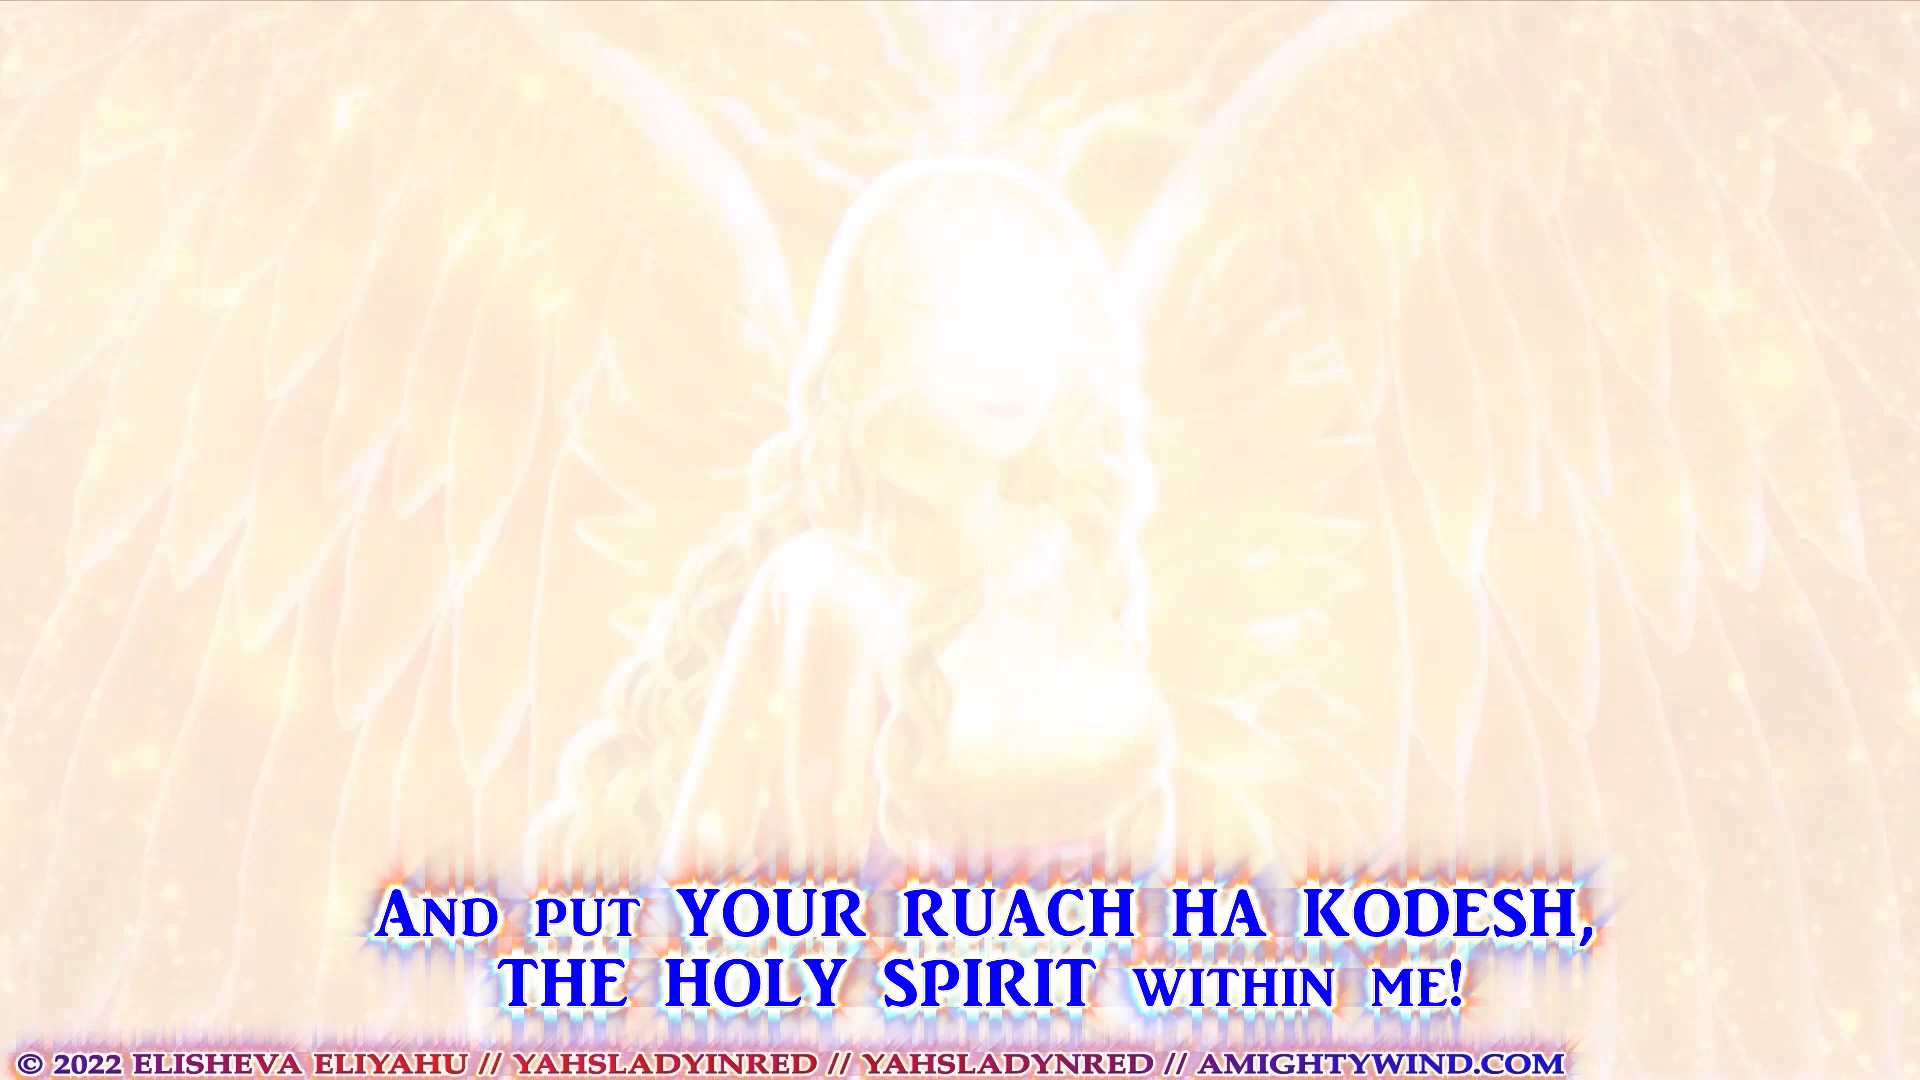 And put YOUR RUACH HA KODESH,
THE HOLY SPIRIT within me!
© 2022 ELISHEVA ELIYAHU // YAHSLADYINRED // YAHSLADYNRED // AMIGHTYWIND.COM